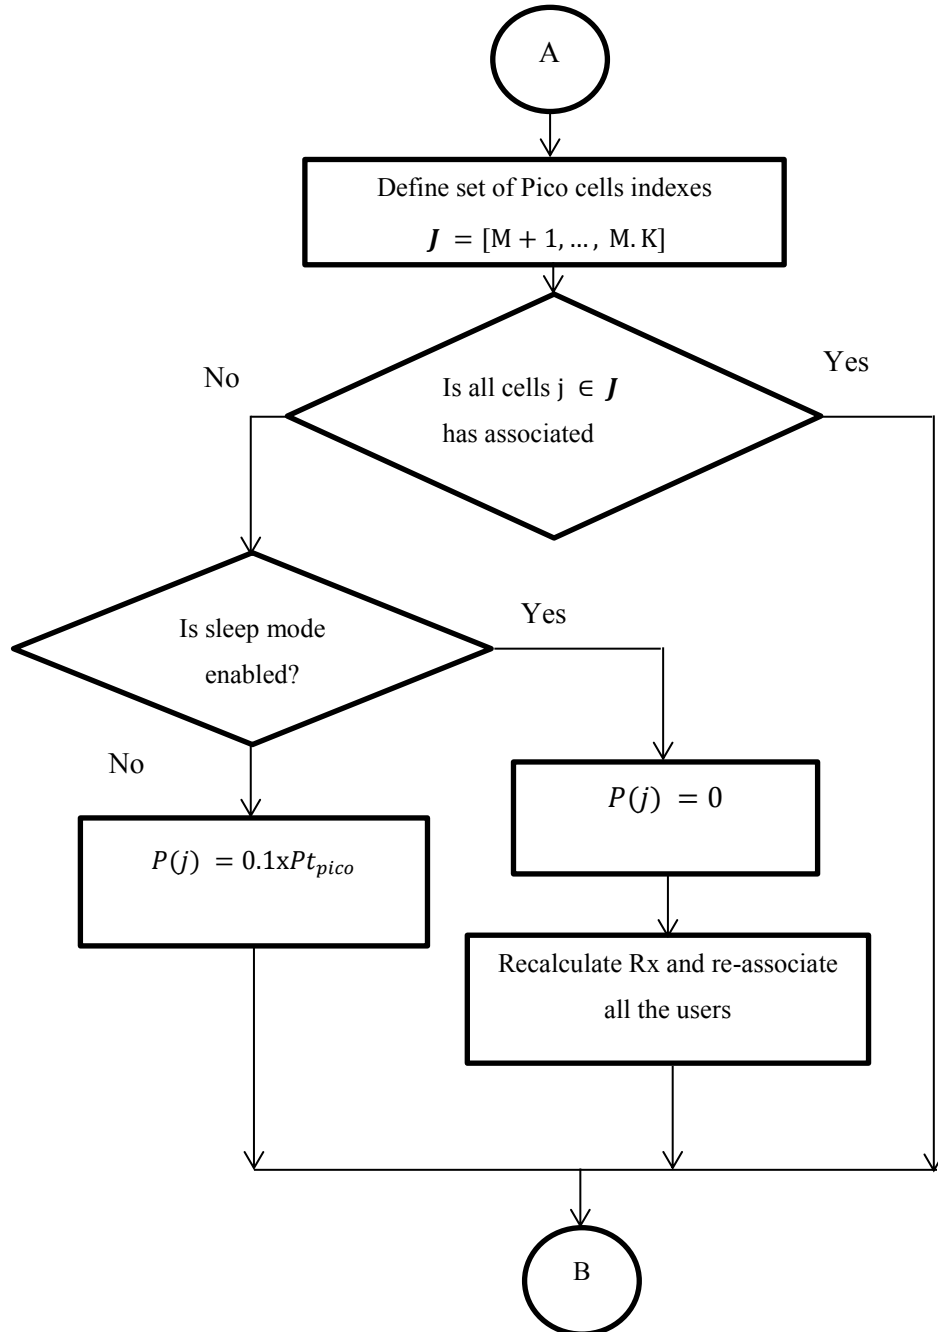 A
Define set of Pico cells indexes
J = [M + 1, … , M. K]
No
Yes
Is all cells j ∈ J
has associated
Is sleep mode
enabled?
Yes
No
P(j) = 0
P(j) = 0.1xPt_pico
Recalculate Rx and re-associate
all the users
B